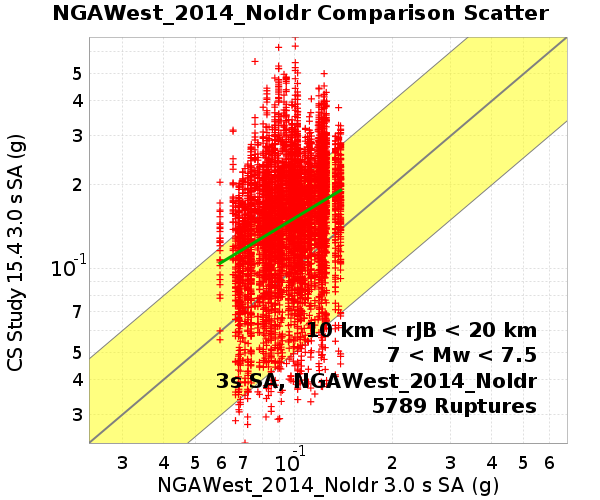 NGAWest_2014_NoIdr Comparison Scatter
CS Study 15.4 3.0 s SA (g)
5
4
3
2
10^-1
7
5
4
3
10 km < rJB < 20 km
7 < Mw < 7.5
3s SA, NGAWest_2014_NoIdr
5789 Ruptures
3 4 5 6 7 10^-1 2 3 4 5 6
NGAWest_2014_NoIdr 3.0 s SA (g)